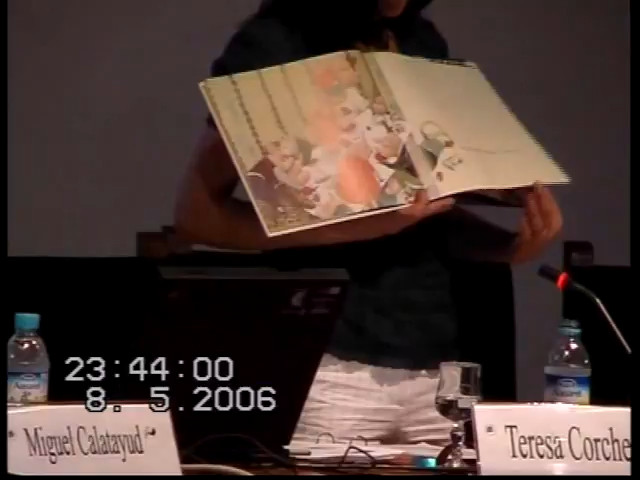 23:44:00
8. 5.2006
Miguel Calatayud
Teresa Corche